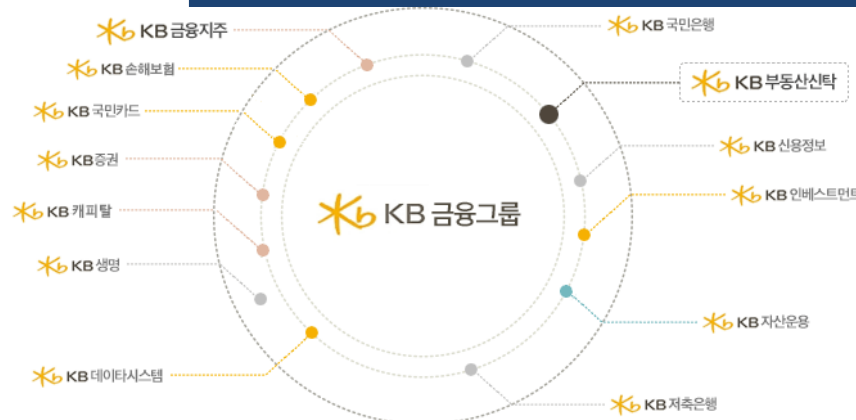 KB 금융지주
KB 손해보험
KB 국민카드
KB증권
KB 캐피탈
KB 생명
KB 데이타시스템
KB 금융그룹
KB 국민은행
KB 부동산신탁
KB 신용정보
KB 인베스트먼트
KB 자산운용
KB 저축은행